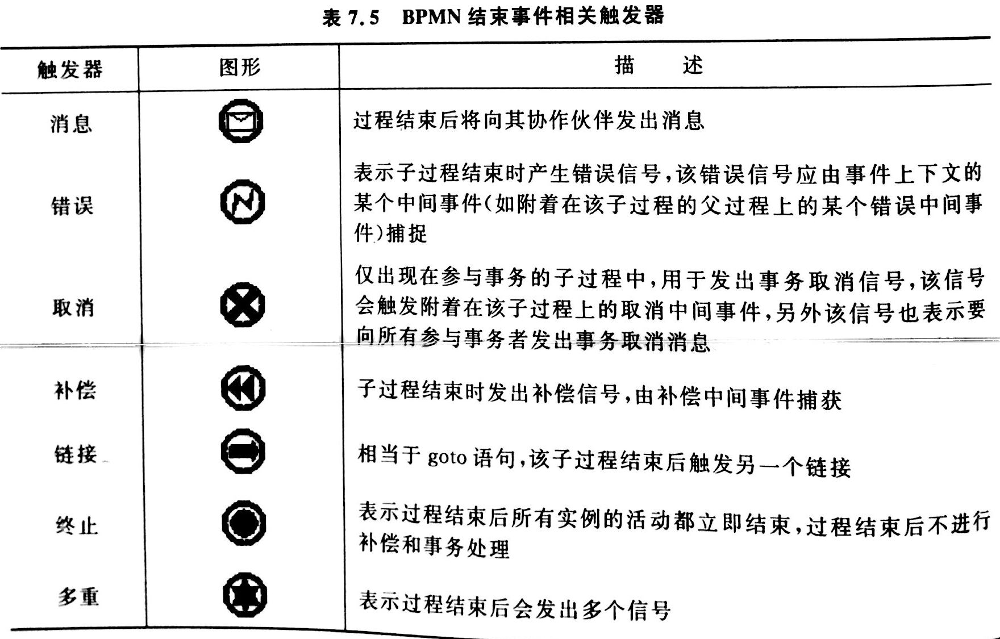 表 7.5 BPMN 结束事件相关触发器
触发器 图形 描 述
消息 过程结束后将向其协作伙伴发出消息
表示子过程结束时产生错误信号,该错误信号应由事件上下文的
错误 某个中间事件(如附着在该子过程的父过程上的某个错误中间事
件)捕捉
仅出现在参与事务的子过程中,用于发出事务取消信号,该信号
取消 会触发附着在该子过程上的取消中间事件,另外该信号也表示要
向所有参与事务者发出事务取消消息
补偿 子过程结束时发出补偿信号,由补偿中间事件捕获
链接 相当于 goto 语句,该子过程结束后触发另一个链接
终止 表示过程结束后所有实例的活动都立即结束,过程结束后不进行
补偿和事务处理
多重 表示过程结束后会发出多个信号